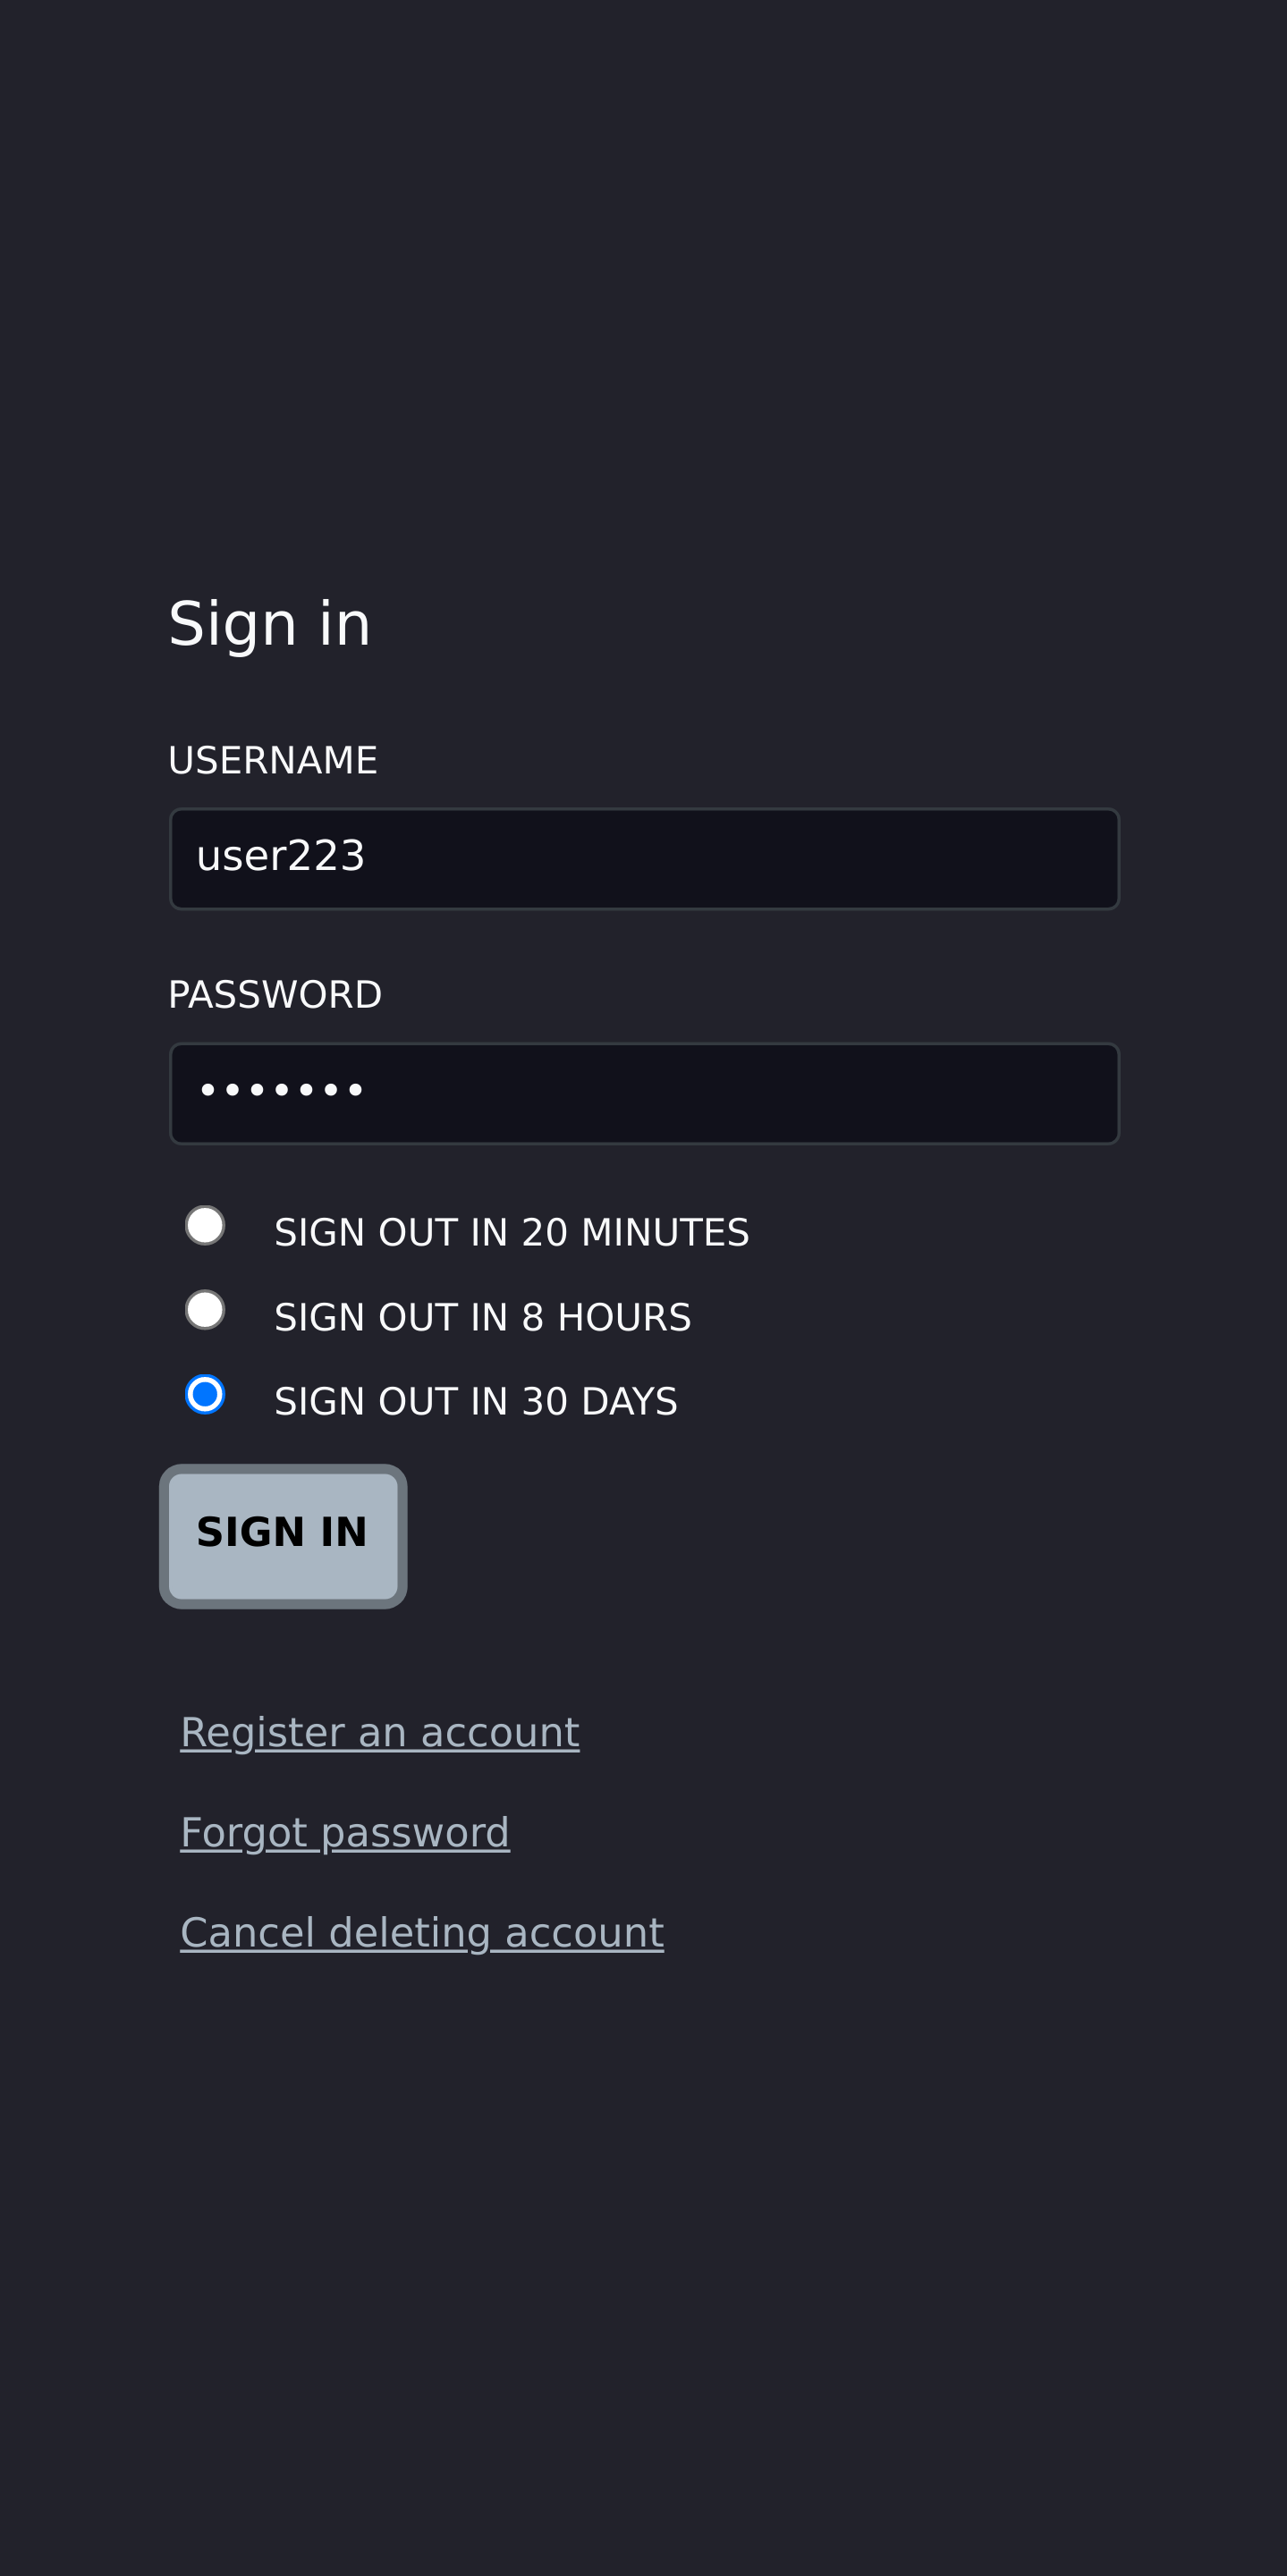 Sign in
USERNAME
user223
PASSWORD
•••••••
SIGN OUT IN 20 MINUTES
SIGN OUT IN 8 HOURS
SIGN OUT IN 30 DAYS
SIGN IN
Register an account
Forgot password
Cancel deleting account